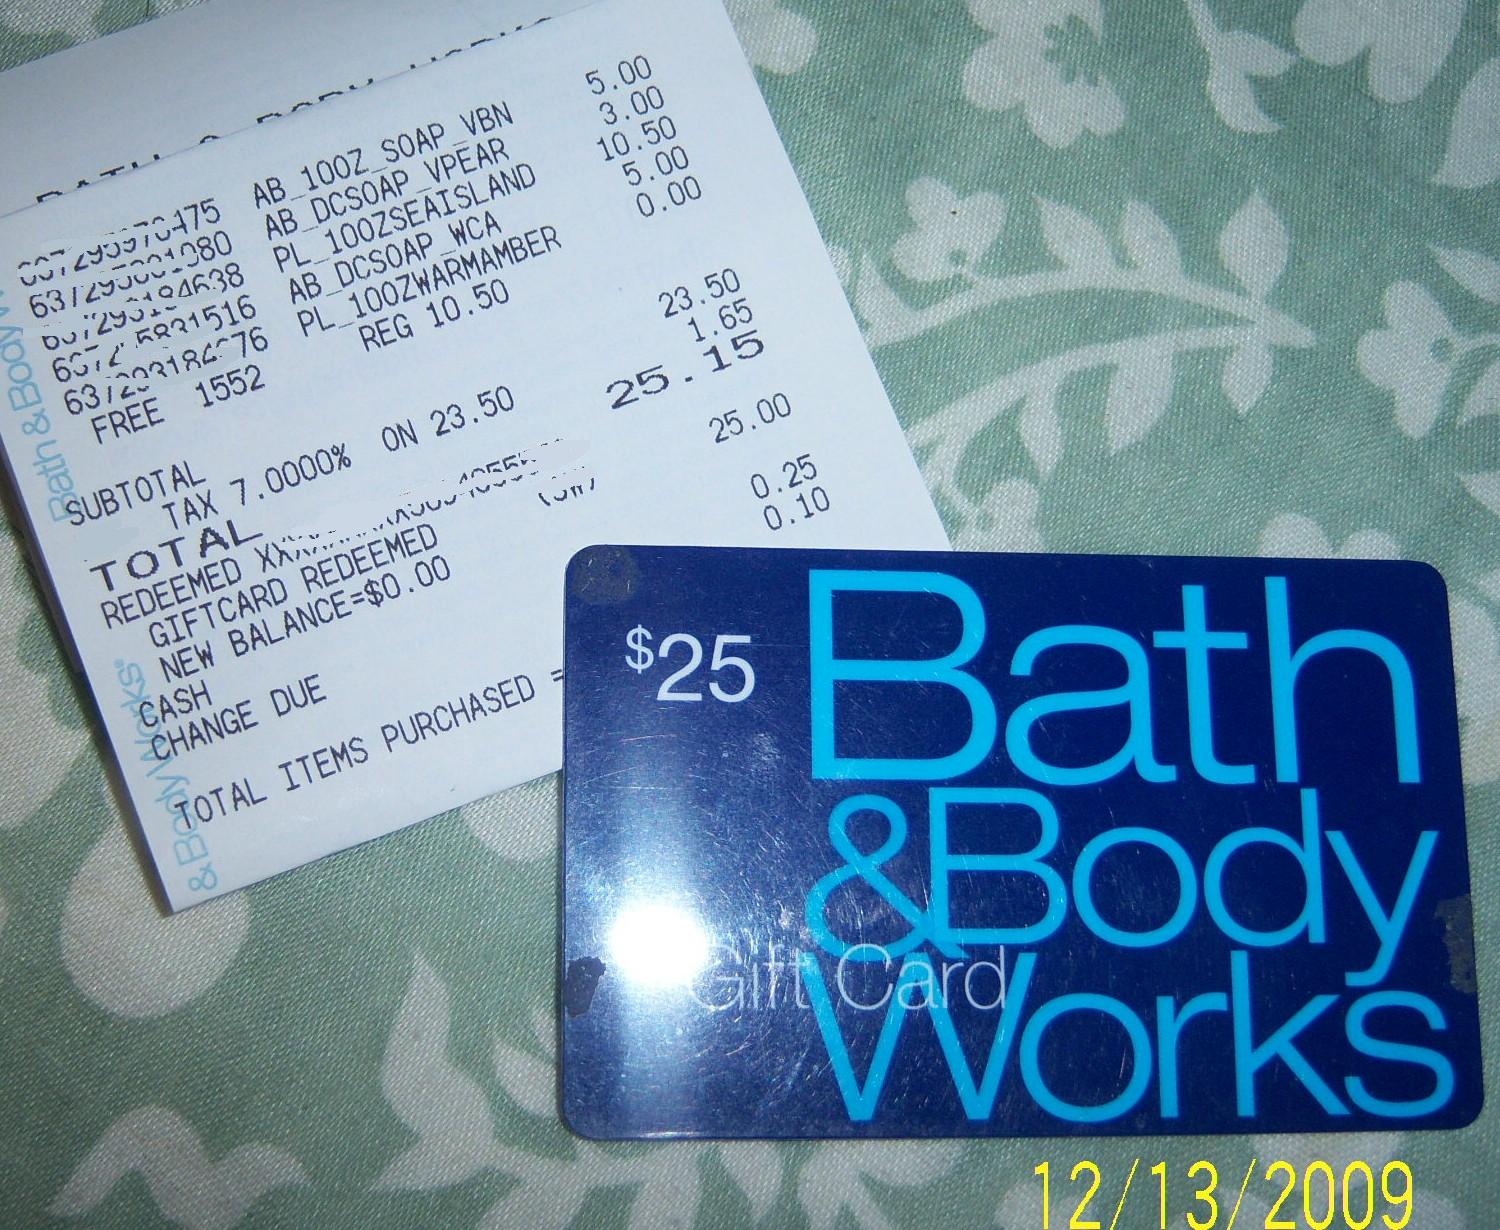 AB_10OZ_SOAP_VBN 5.00
AB_DCSOAP_VPEAR 3.00
PL_10OZSEAISLAND 10.50
AB_DCSOAP_WCA 5.00
PL_10OZWARMAMBER 0.00
FREE 1552 REG 10.50
SUBTOTAL 23.50
TAX 7.0000% ON 23.50 1.65
TOTAL 25.15
REDEEMED 25.00
GIFTCARD REDEEMED
NEW BALANCE=$0.00
CASH 0.25
CHANGE DUE 0.10
TOTAL ITEMS PURCHASED =
Bath & Body
& Body Works
$25
Bath
& Body
Works
Gift Card
12/13/2009